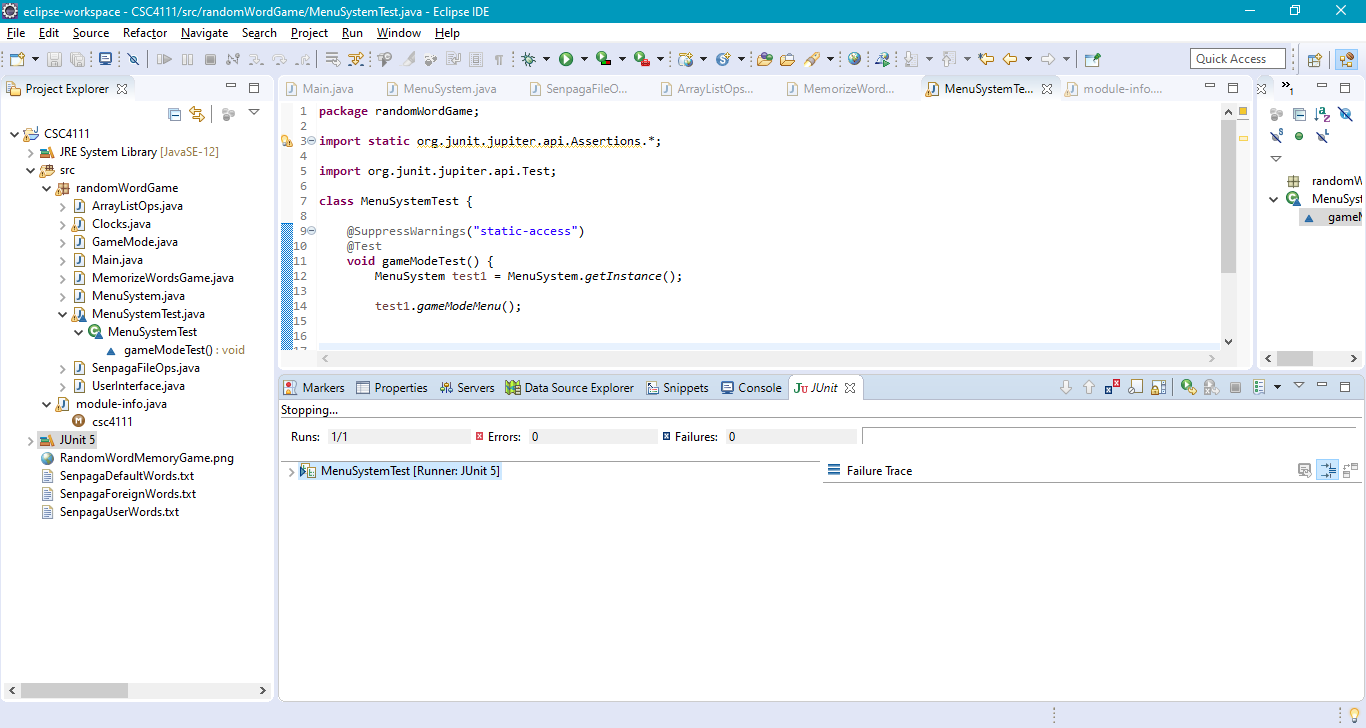 eclipse-workspace - CSC4111/src/randomWordGame/MenuSystemTest.java - Eclipse IDE
File Edit Source Refactor Navigate Search Project Run Window Help
Quick Access
Project Explorer
CSC4111
JRE System Library [JavaSE-12]
src
randomWordGame
ArrayListOps.java
Clocks.java
GameMode.java
Main.java
MemorizeWordsGame.java
MenuSystem.java
MenuSystemTest.java
MenuSystemTest
gameModeTest() : void
SenpagaFileOps.java
UserInterface.java
module-info.java
csc4111
JUnit 5
RandomWordMemoryGame.png
SenpagaDefaultWords.txt
SenpagaForeignWords.txt
SenpagaUserWords.txt
Main.java MenuSystem.java SenpagaFileO... ArrayListOps... MemorizeWord... MenuSystemTe... module-info....
1 package randomWordGame;
2
3 import static org.junit.jupiter.api.Assertions.*;
4
5 import org.junit.jupiter.api.Test;
6
7 class MenuSystemTest {
8
9 @SuppressWarnings("static-access")
10 @Test
11 void gameModeTest() {
12 MenuSystem test1 = MenuSystem.getInstance();
13
14 test1.gameModeMenu();
15
16
17
»1
randomW
MenuSyst
gameM
Markers Properties Servers Data Source Explorer Snippets Console JUnit
Stopping...
Runs: 1/1 Errors: 0 Failures: 0
MenuSystemTest [Runner: JUnit 5]
Failure Trace